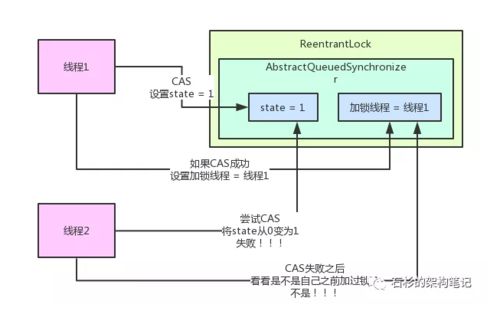 ReentrantLock
AbstractQueuedSynchronize
r
线程1
CAS
设置state = 1
state = 1
加锁线程 = 线程1
如果CAS成功
设置加锁线程 = 线程1
线程2
尝试CAS
将state从0变为1
失败！！！
CAS失败之后
看看是不是自己之前加过锁
不是！！！
石杉的架构笔记